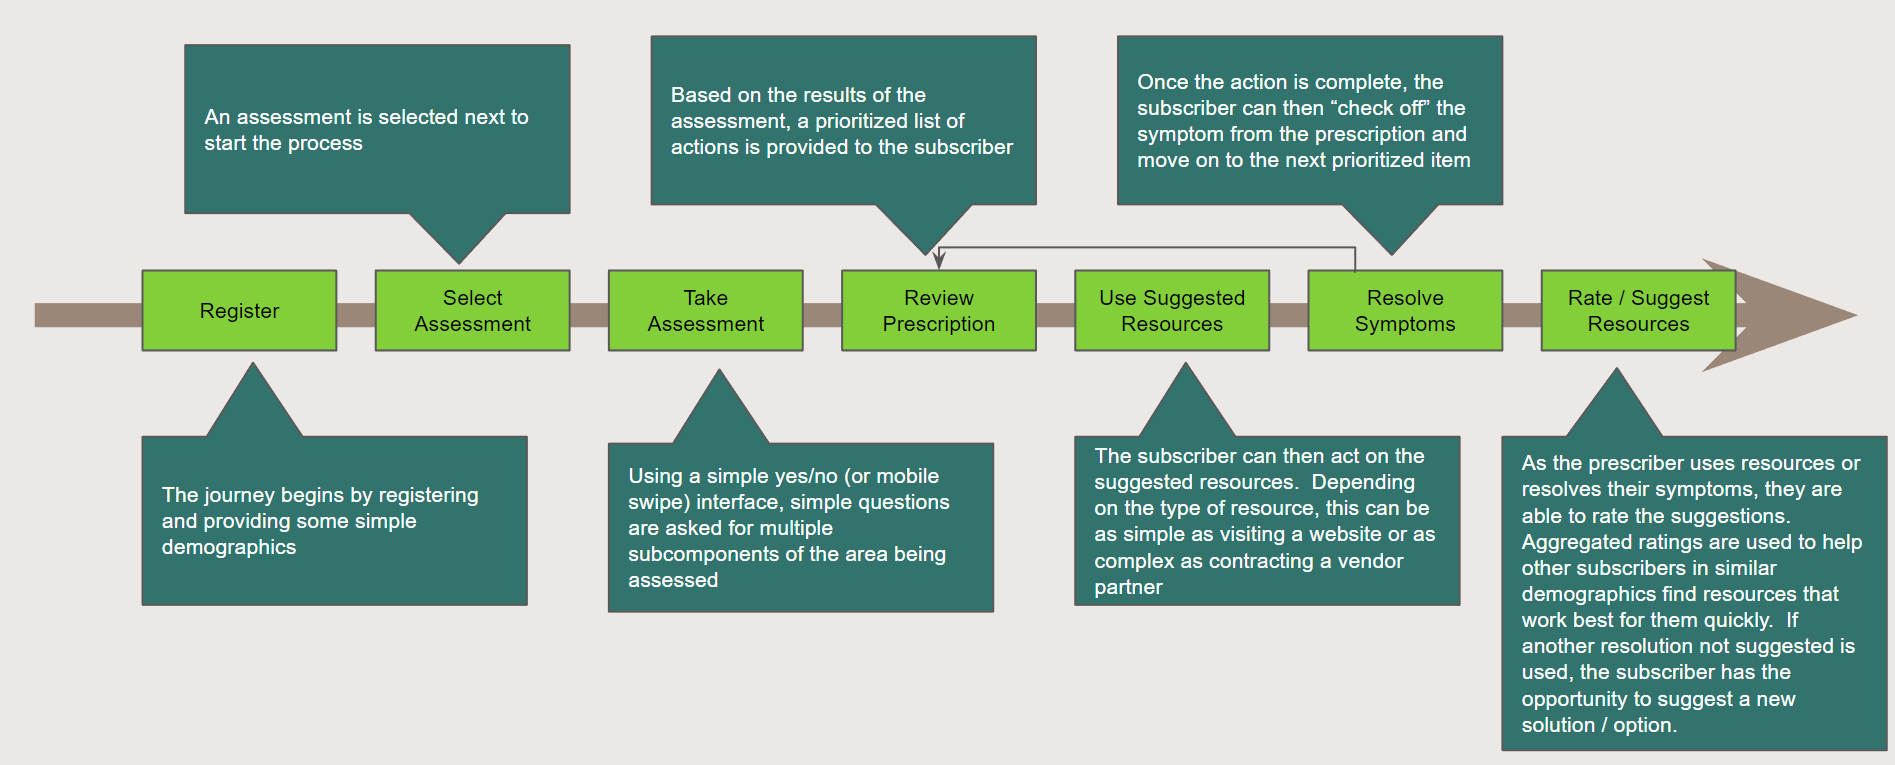 An assessment is selected next to
start the process
Based on the results of the
assessment, a prioritized list of
actions is provided to the subscriber
Once the action is complete, the
subscriber can then “check off” the
symptom from the prescription and
move on to the next prioritized item
Register
Select
Assessment
Take
Assessment
Review
Prescription
Use Suggested
Resources
Resolve
Symptoms
Rate / Suggest
Resources
The journey begins by registering
and providing some simple
demographics
Using a simple yes/no (or mobile
swipe) interface, simple questions
are asked for multiple
subcomponents of the area being
assessed
The subscriber can then act on the
suggested resources.  Depending
on the type of resource, this can be
as simple as visiting a website or as
complex as contracting a vendor
partner
As the prescriber uses resources or
resolves their symptoms, they are
able to rate the suggestions.
Aggregated ratings are used to help
other subscribers in similar
demographics find resources that
work best for them quickly.  If
another resolution not suggested is
used, the subscriber has the
opportunity to suggest a new
solution / option.